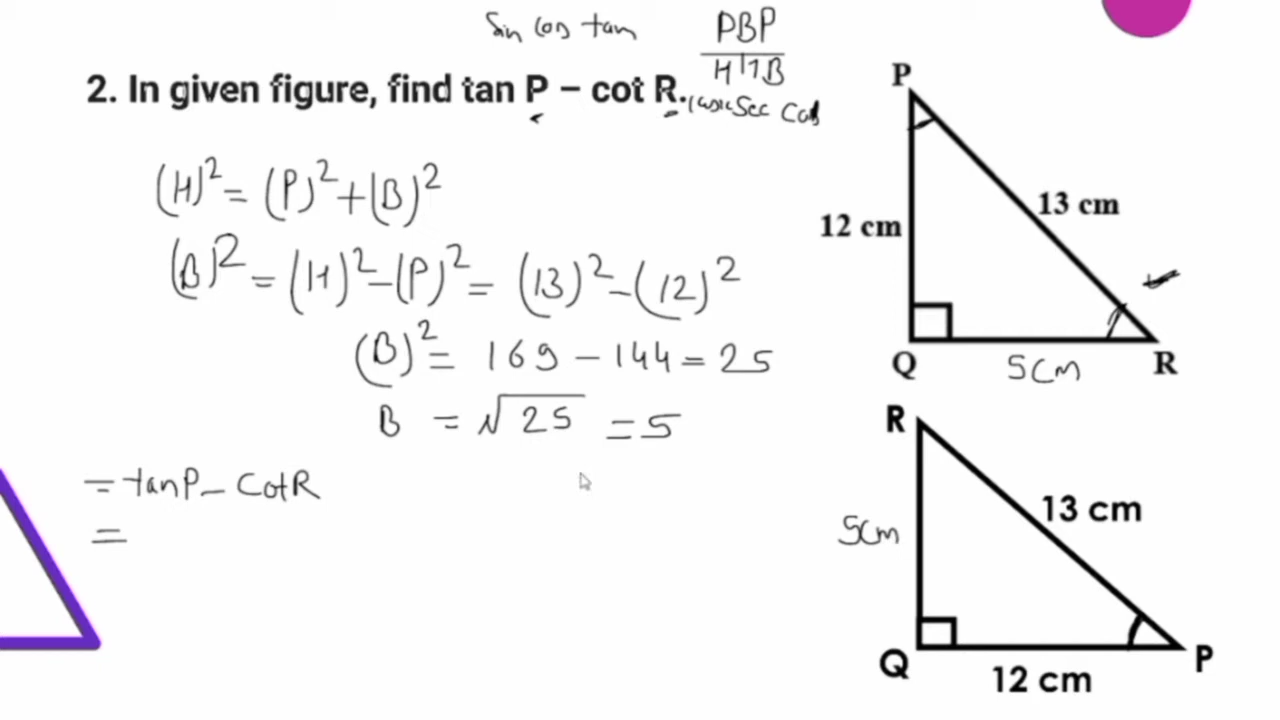 Sin Cos tan
PBP
HHB
Cosec Sec Cot
2. In given figure, find tan P – cot R.
(H)² = (P)² + (B)²
(B)² = (H)² – (P)² = (13)² – (12)²
(B)² = 169 – 144 = 25
B = √25 = 5
= tanP – CotR
=
P
12 cm
13 cm
Q
5cm
R
R
5cm
13 cm
Q
12 cm
P